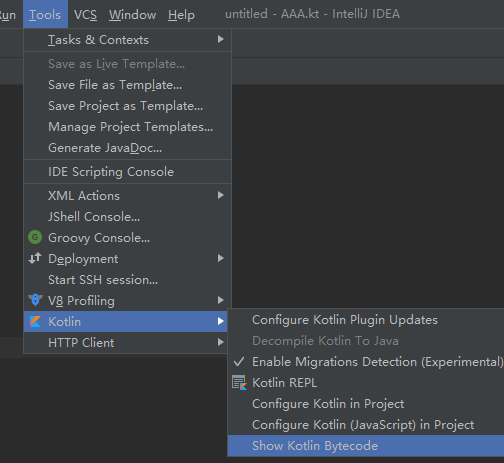 Run Tools VCS Window Help untitled - AAA.kt - IntelliJ IDEA
Tasks & Contexts
Save as Live Template...
Save File as Template...
Save Project as Template...
Manage Project Templates...
Generate JavaDoc...
IDE Scripting Console
XML Actions
JShell Console...
G Groovy Console...
Deployment
Start SSH session...
V8 Profiling
Kotlin
HTTP Client
Configure Kotlin Plugin Updates
Decompile Kotlin To Java
Enable Migrations Detection (Experimental)
Kotlin REPL
Configure Kotlin in Project
Configure Kotlin (JavaScript) in Project
Show Kotlin Bytecode